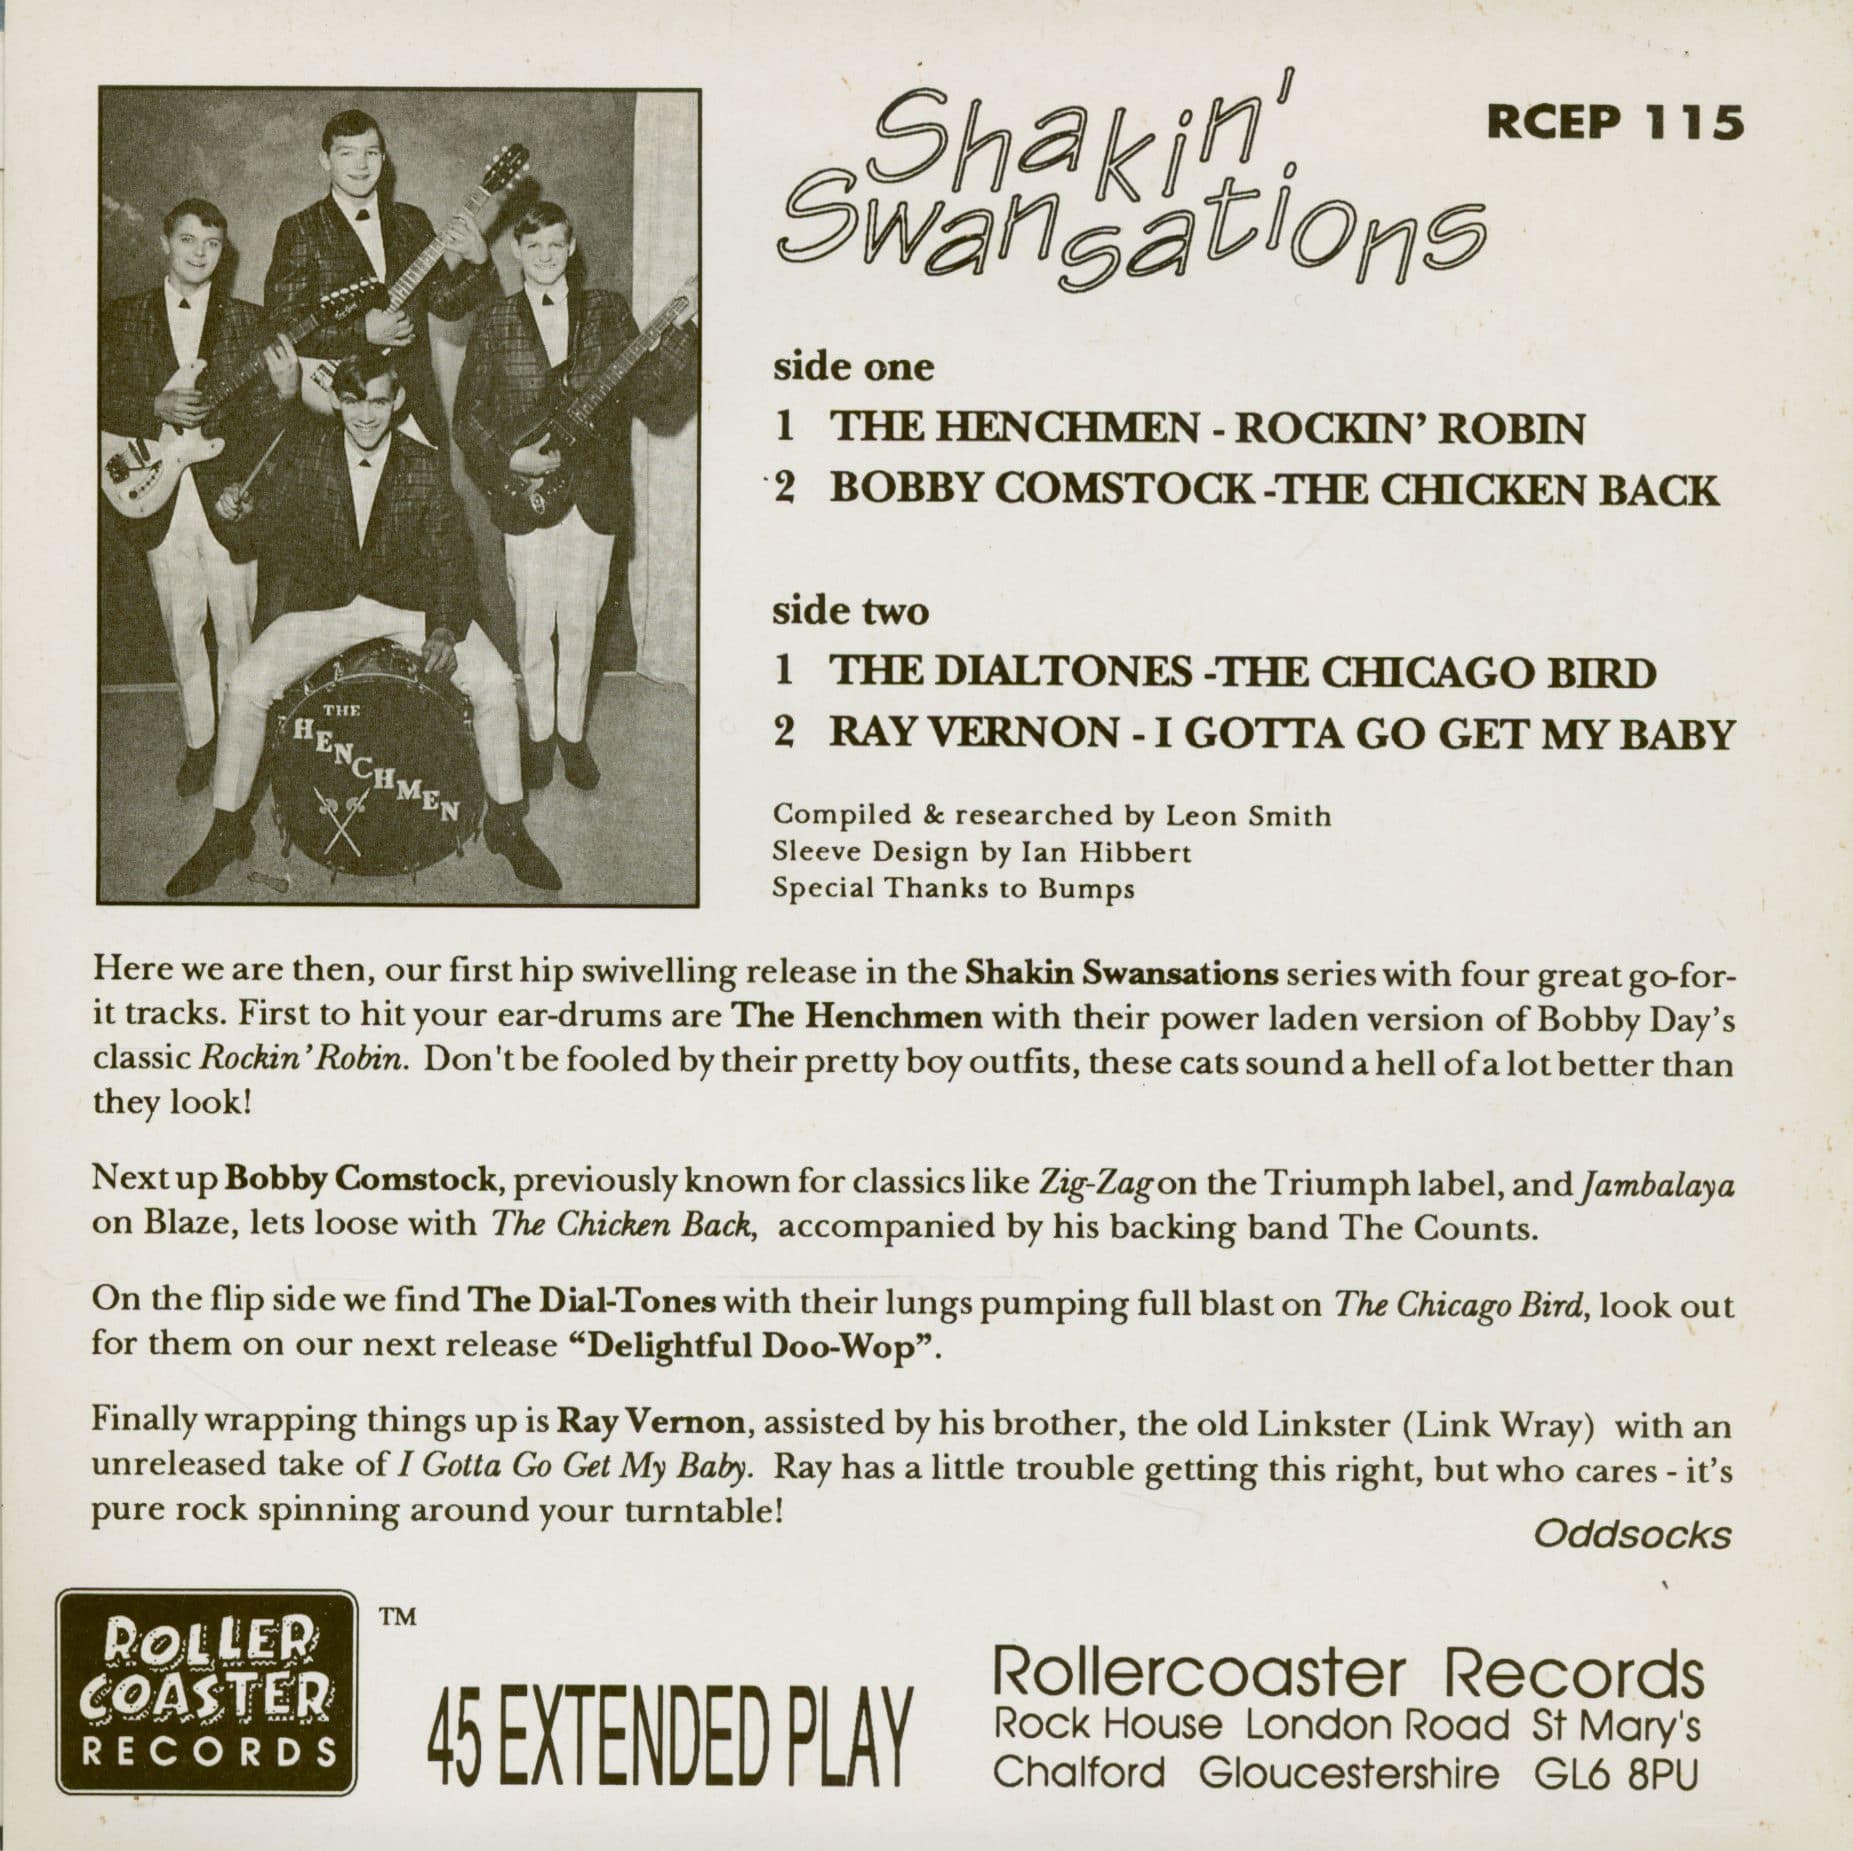 Shakin'
Swansations
RCEP 115
side one
1 THE HENCHMEN - ROCKIN' ROBIN
2 BOBBY COMSTOCK -THE CHICKEN BACK
side two
1 THE DIALTONES -THE CHICAGO BIRD
2 RAY VERNON - I GOTTA GO GET MY BABY
Compiled & researched by Leon Smith
Sleeve Design by Ian Hibbert
Special Thanks to Bumps
THE
HENCHMEN
Here we are then, our first hip swivelling release in the Shakin Swansations series with four great go-for-
it tracks. First to hit your ear-drums are The Henchmen with their power laden version of Bobby Day's
classic Rockin' Robin. Don't be fooled by their pretty boy outfits, these cats sound a hell of a lot better than
they look!
Next up Bobby Comstock, previously known for classics like Zig-Zag on the Triumph label, and Jambalaya
on Blaze, lets loose with The Chicken Back, accompanied by his backing band The Counts.
On the flip side we find The Dial-Tones with their lungs pumping full blast on The Chicago Bird, look out
for them on our next release "Delightful Doo-Wop".
Finally wrapping things up is Ray Vernon, assisted by his brother, the old Linkster (Link Wray) with an
unreleased take of I Gotta Go Get My Baby. Ray has a little trouble getting this right, but who cares - it's
pure rock spinning around your turntable!
Oddsocks
ROLLER
COASTER
RECORDS
TM
45 EXTENDED PLAY
Rollercoaster Records
Rock House London Road St Mary's
Chalford Gloucestershire GL6 8PU